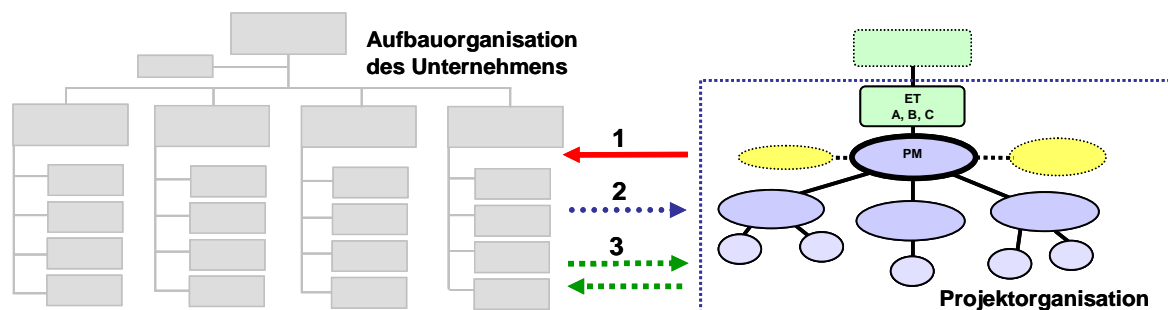 Aufbauorganisation
des Unternehmens
ET
A, B, C
1
PM
2
3
Projektorganisation